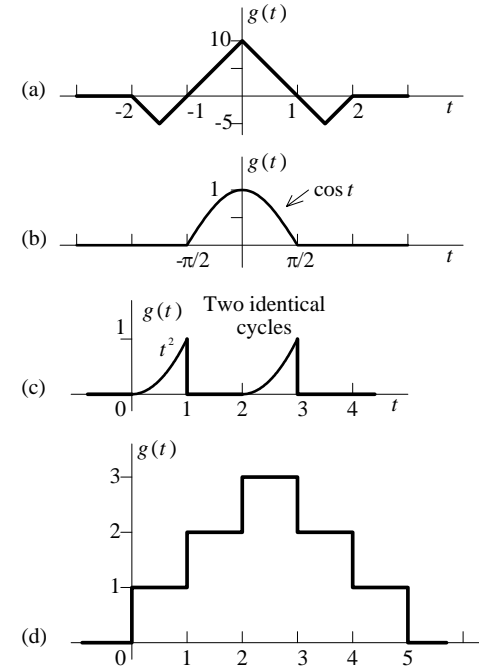 g(t)
10
(a)
-2 -1 1 2 t
-5
g(t)
1
cos t
(b)
-π/2 π/2 t
g(t) Two identical
cycles
1
t²
(c)
0 1 2 3 4 t
g(t)
3
2
1
(d)
0 1 2 3 4 5 6